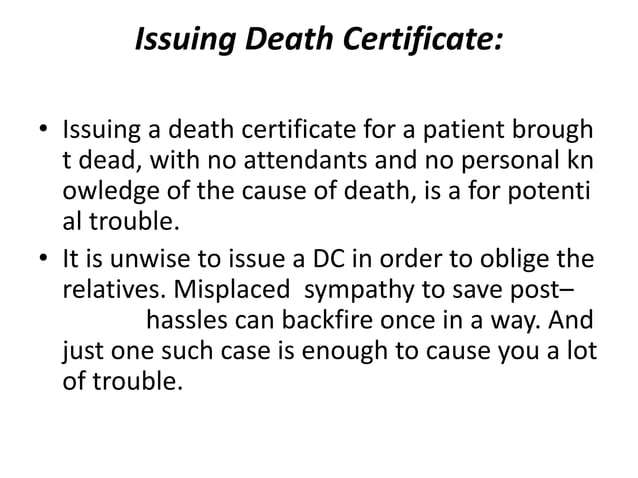 Issuing Death Certificate:
• Issuing a death certificate for a patient brough
t dead, with no attendants and no personal kn
owledge of the cause of death, is a for potenti
al trouble.
• It is unwise to issue a DC in order to oblige the
relatives. Misplaced  sympathy to save post–
hassles can backfire once in a way. And
just one such case is enough to cause you a lot
of trouble.